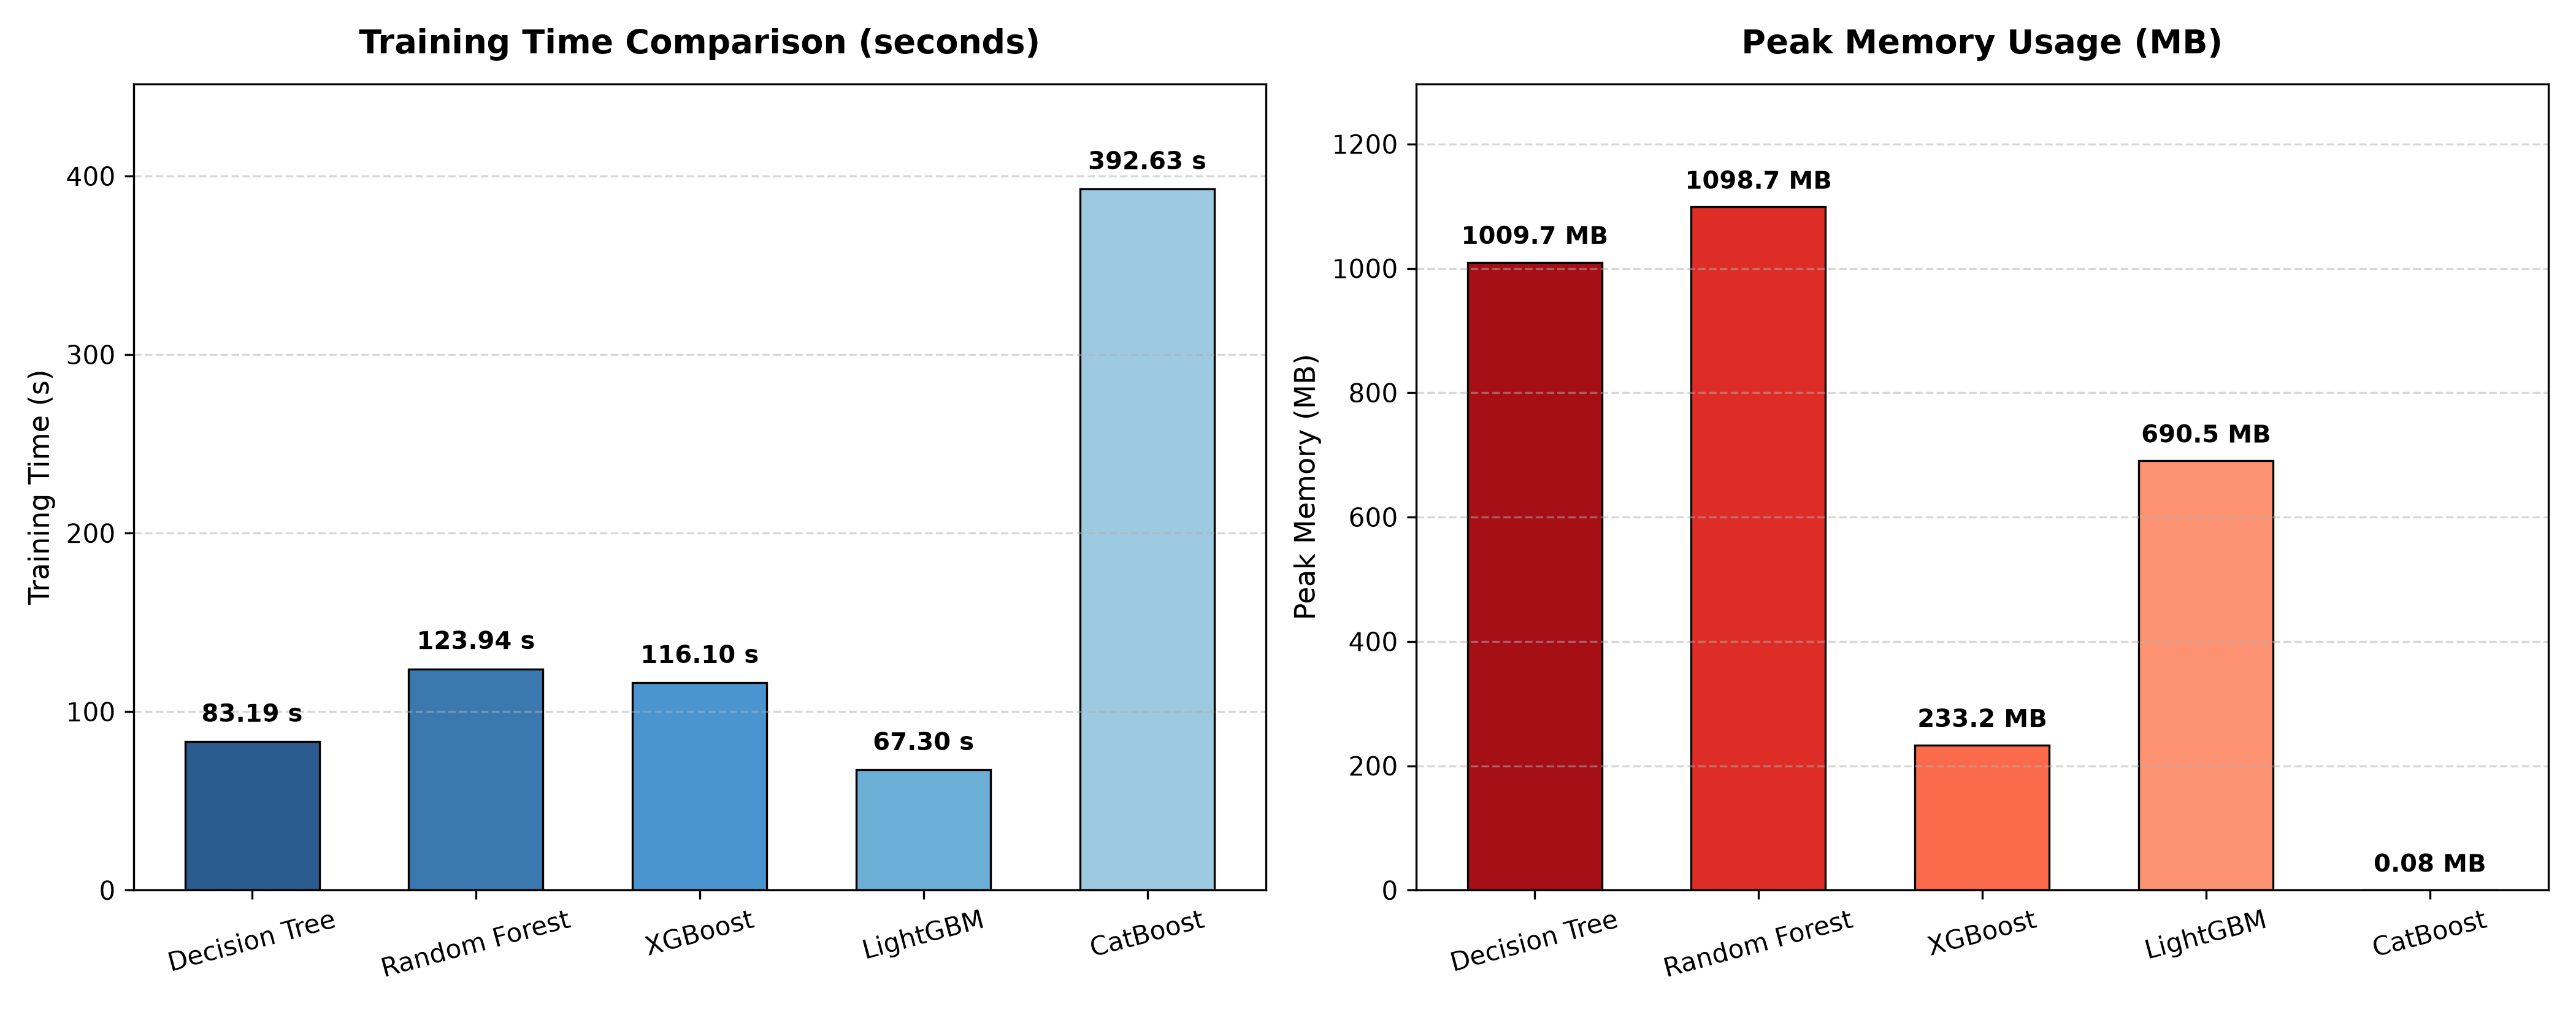 Training Time Comparison (seconds)
Training Time (s)
400
300
200
100
0
83.19 s
123.94 s
116.10 s
67.30 s
392.63 s
Decision Tree
Random Forest
XGBoost
LightGBM
CatBoost
Peak Memory Usage (MB)
Peak Memory (MB)
1200
1000
800
600
400
200
0
1009.7 MB
1098.7 MB
233.2 MB
690.5 MB
0.08 MB
Decision Tree
Random Forest
XGBoost
LightGBM
CatBoost